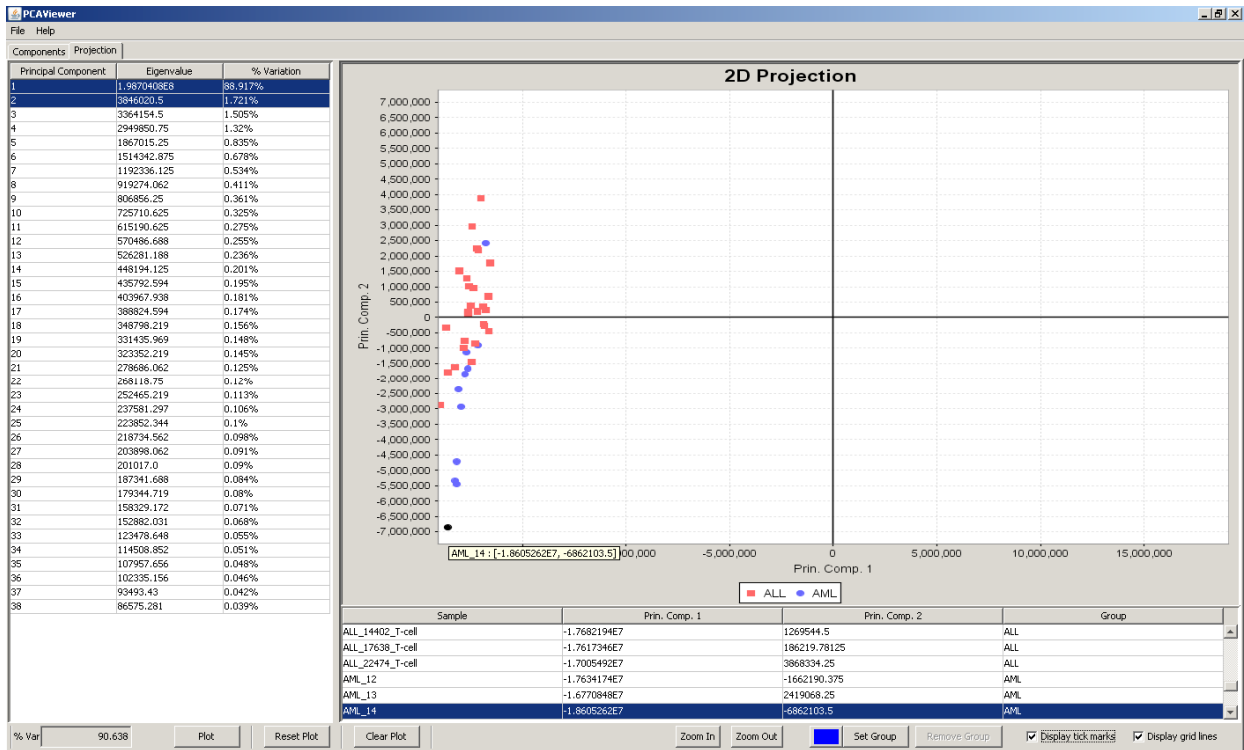 PCAViewer
File Help
Components Projection
Principal Component Eigenvalue % Variation
1 1.9870408E8 88.917%
2 3846020.5 1.721%
3 3364154.5 1.505%
4 2949850.75 1.32%
5 1867015.25 0.835%
6 1514342.875 0.678%
7 1192336.125 0.534%
8 919274.062 0.411%
9 806856.25 0.361%
10 725710.625 0.325%
11 615190.625 0.275%
12 570486.688 0.255%
13 526281.188 0.236%
14 448194.125 0.201%
15 435792.594 0.195%
16 403967.938 0.181%
17 388824.594 0.174%
18 348798.219 0.156%
19 331435.969 0.148%
20 323352.219 0.145%
21 278686.062 0.125%
22 268118.75 0.12%
23 252465.219 0.113%
24 237581.297 0.106%
25 223852.344 0.1%
26 218734.562 0.098%
27 203898.062 0.091%
28 201017.0 0.09%
29 187341.688 0.084%
30 179344.719 0.08%
31 158329.172 0.071%
32 152882.031 0.068%
33 123478.648 0.055%
34 114508.852 0.051%
35 107957.656 0.048%
36 102335.156 0.046%
37 93493.43 0.042%
38 86575.281 0.039%
2D Projection
7,000,000
6,500,000
6,000,000
5,500,000
5,000,000
4,500,000
4,000,000
3,500,000
3,000,000
2,500,000
2,000,000
1,500,000
1,000,000
500,000
0
-500,000
-1,000,000
-1,500,000
-2,000,000
-2,500,000
-3,000,000
-3,500,000
-4,000,000
-4,500,000
-5,000,000
-5,500,000
-6,000,000
-6,500,000
-7,000,000
Prin. Comp. 2
AML_14 : [-1.8605262E7, -6862103.5] 00,000 -5,000,000 0 5,000,000 10,000,000 15,000,000
Prin. Comp. 1
ALL AML
Sample Prin. Comp. 1 Prin. Comp. 2 Group
ALL_14402_T-cell -1.7682194E7 1269544.5 ALL
ALL_17638_T-cell -1.7617346E7 186219.78125 ALL
ALL_22474_T-cell -1.7005492E7 3868334.25 ALL
AML_12 -1.7634174E7 -1662190.375 AML
AML_13 -1.6770848E7 2419068.25 AML
AML_14 -1.8605262E7 -6862103.5 AML
% Var 90.638 Plot Reset Plot Clear Plot Zoom In Zoom Out Set Group Remove Group Display tick marks Display grid lines